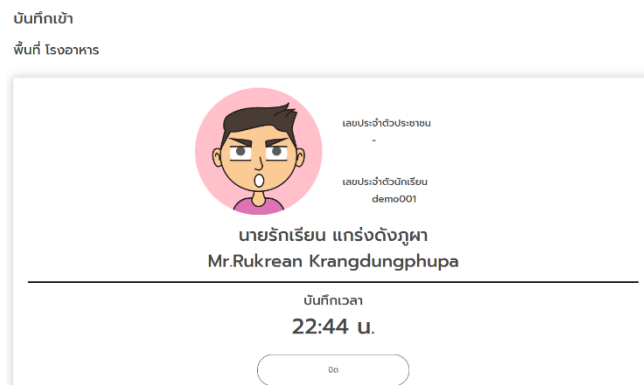 บันทึกเข้า
พื้นที่ โรงอาหาร
เลขประจำตัวประชาชน
-
เลขประจำตัวนักเรียน
demo001
นายรักเรียน แกร่งดังภูผา
Mr.Rukrean Krangdungphupa
บันทึกเวลา
22:44 น.
ปิด